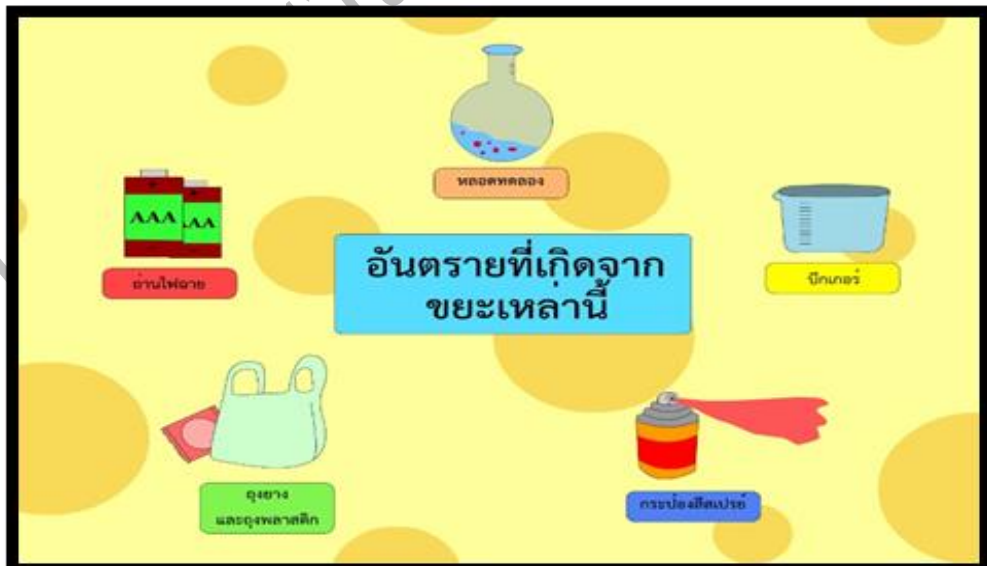 หลอดทดลอง
AAA
AAA
ถ่านไฟฉาย
อันตรายที่เกิดจาก
ขยะเหล่านี้
บีกเกอร์
ถุงยาง
และถุงพลาสติก
กระป๋องสีสเปรย์